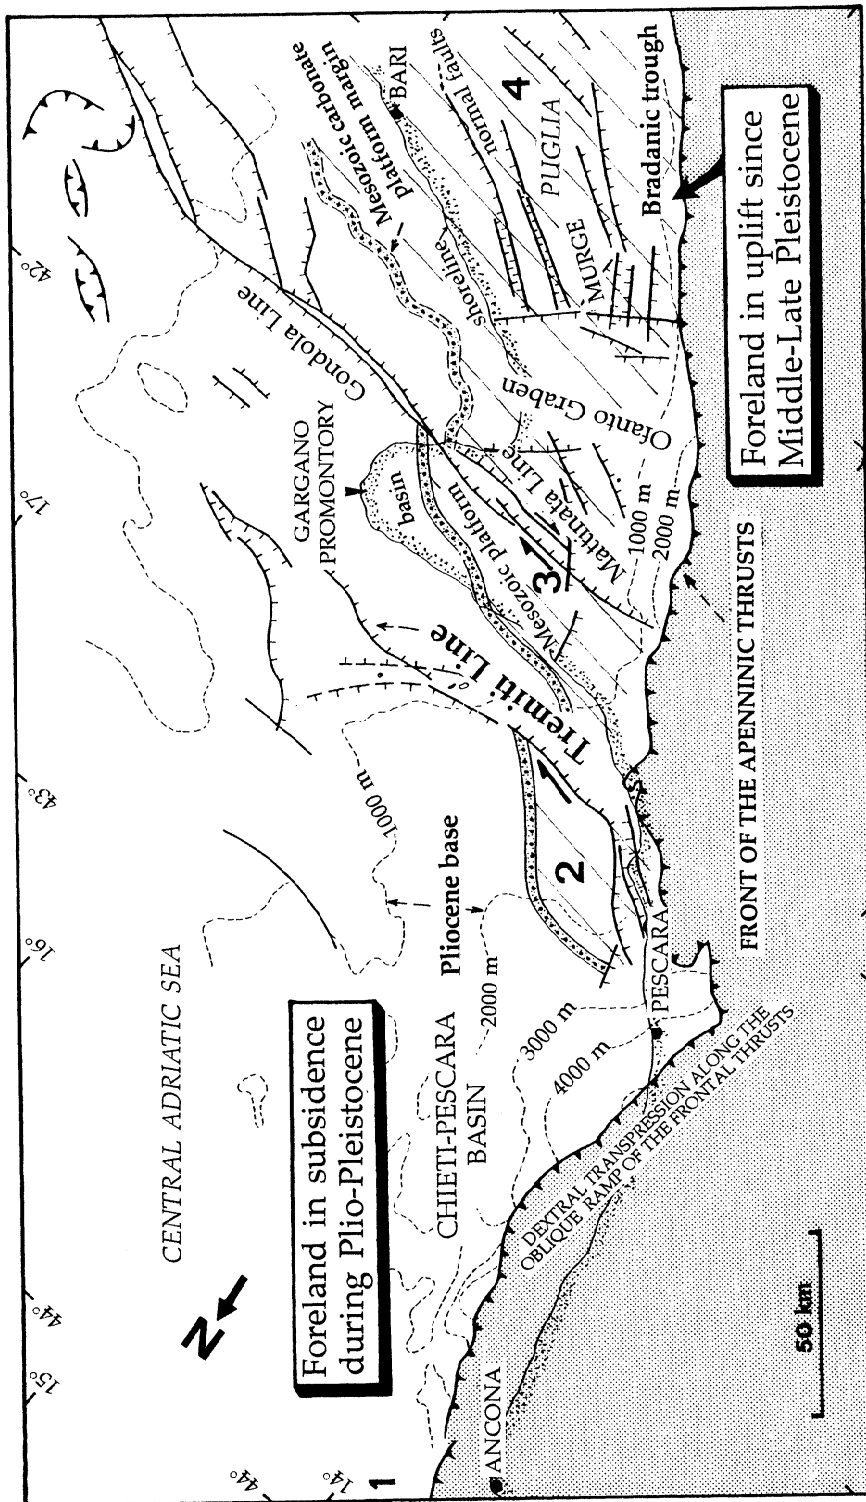 42°
17°
43°
16°
44°
15°
44°
14°
CENTRAL ADRIATIC SEA
N
Foreland in subsidence
during Plio-Pleistocene
CHIETI-PESCARA
BASIN
Pliocene base
1000 m
2000 m
3000 m
4000 m
Gondola Line
GARGANO
PROMONTORY
basin
Mesozoic platform
Tremiti Line
Mattinata Line
Ofanto Graben
Mesozoic carbonate
platform margin
BARI
shoreline
normal faults
PUGLIA
MURGE
Bradanic trough
Foreland in uplift since
Middle-Late Pleistocene
1000 m
2000 m
1
2
3
4
FRONT OF THE APENNINIC THRUSTS
PESCARA
DEXTRAL TRANSPRESSION ALONG THE
OBLIQUE RAMP OF THE FRONTAL THRUSTS
ANCONA
50 km